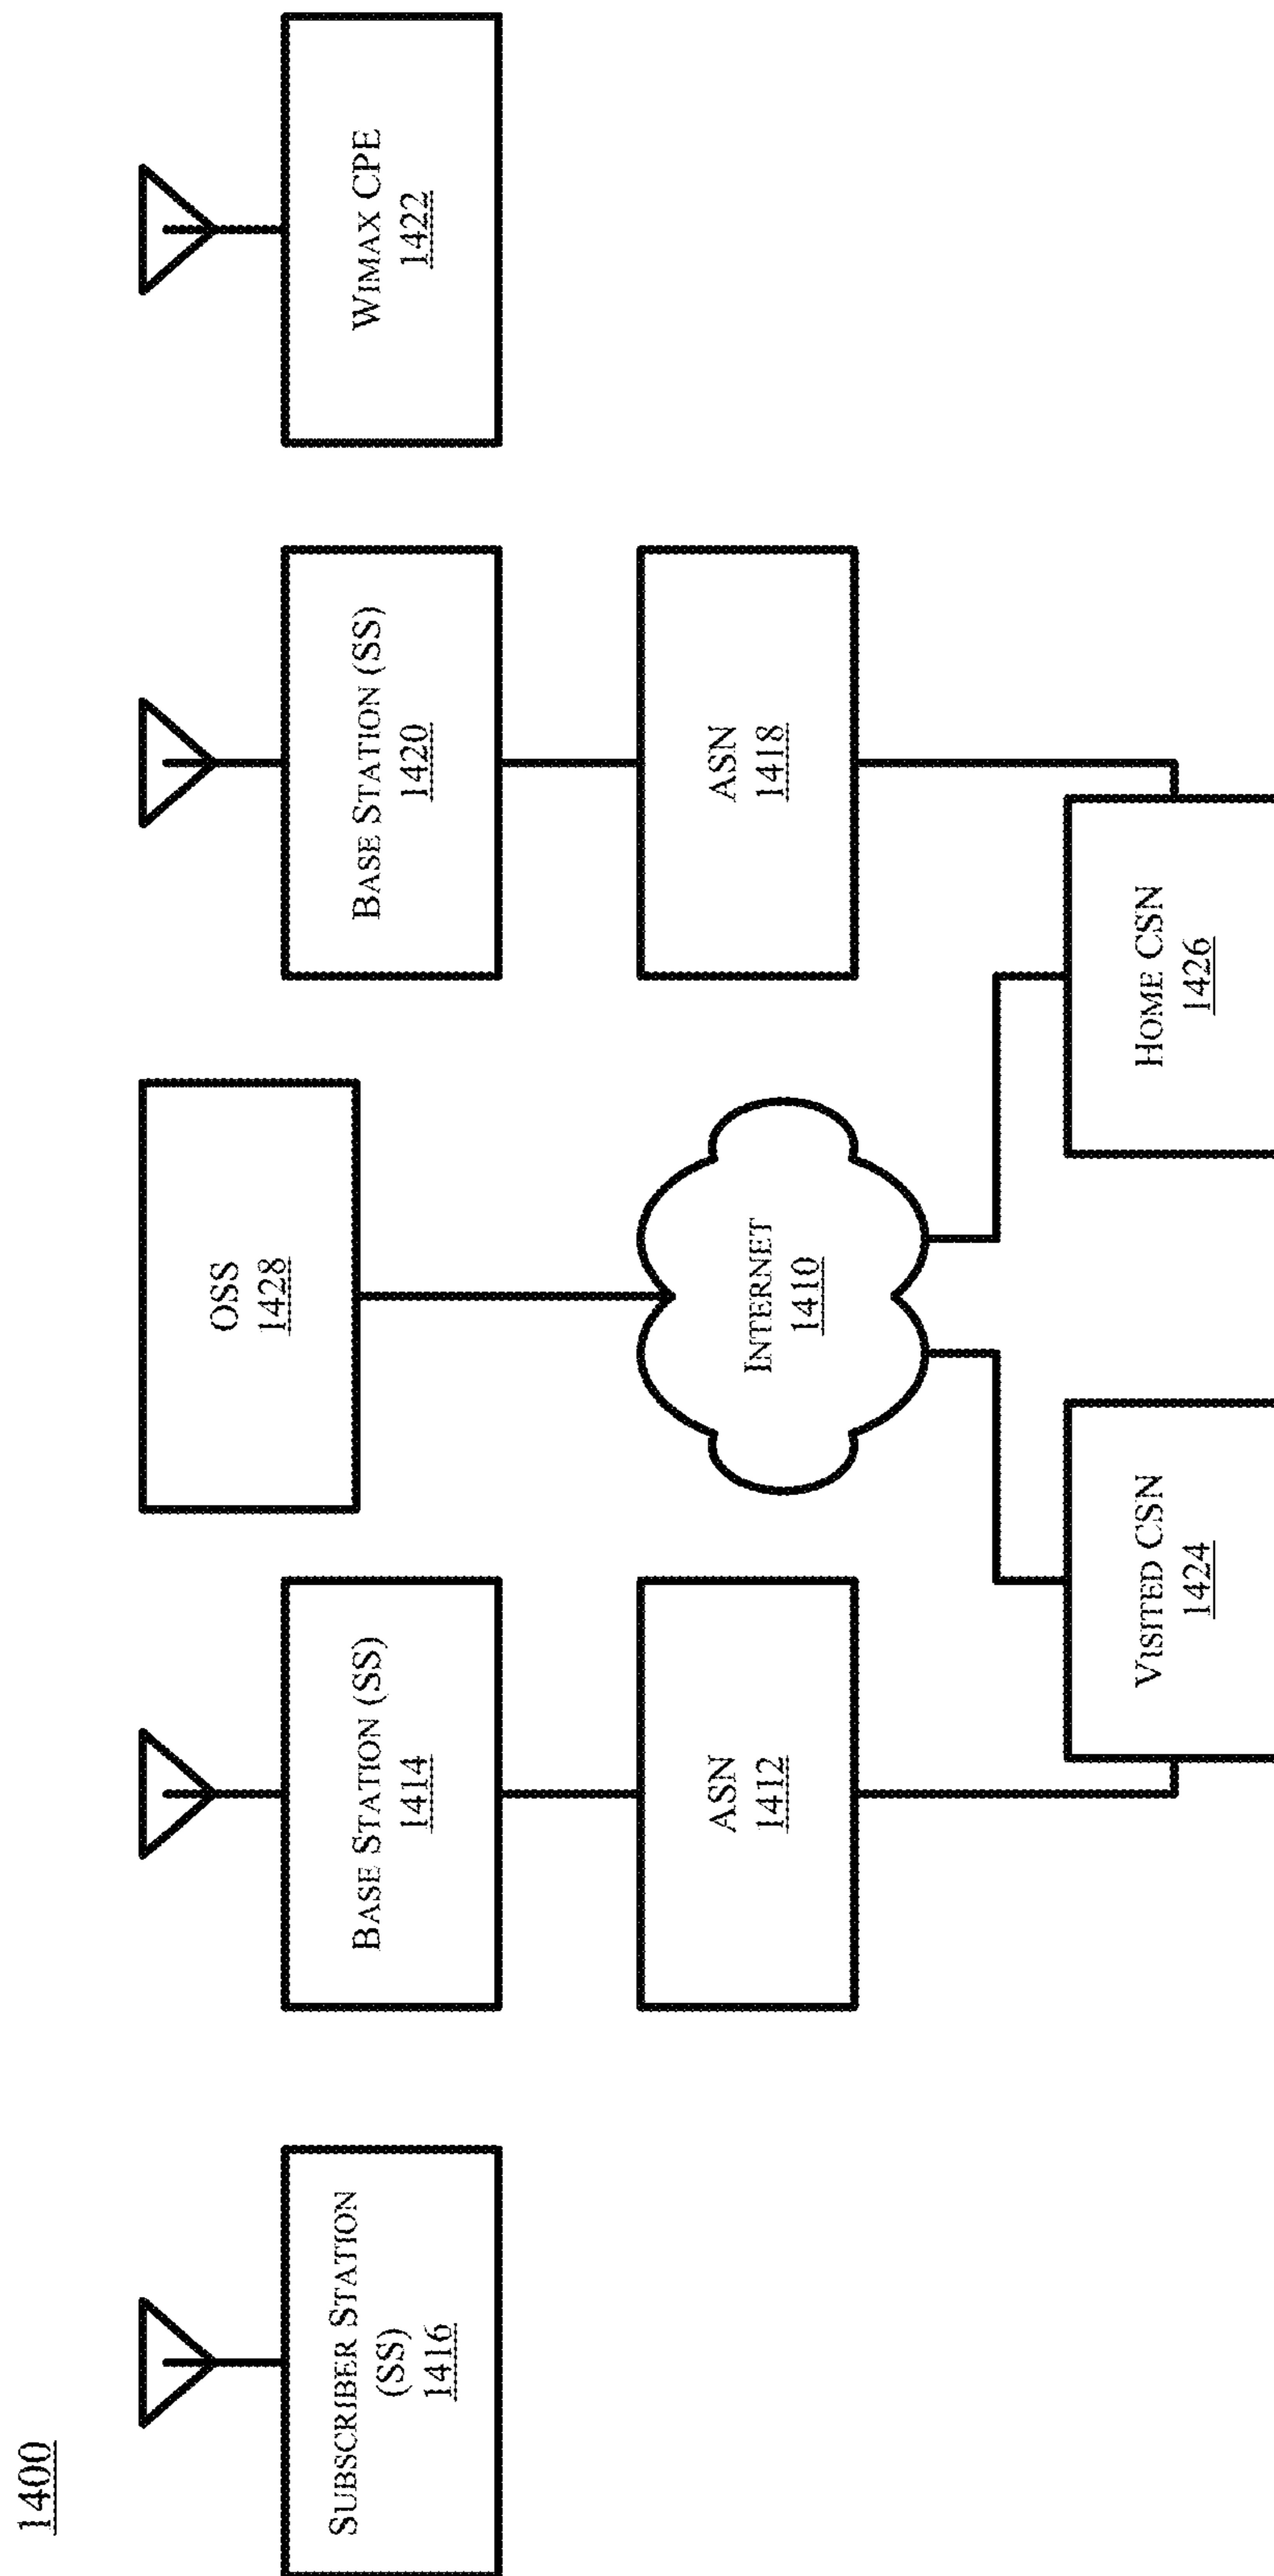 1400
SUBSCRIBER STATION
(SS)
1416
BASE STATION (SS)
1414
OSS
1428
BASE STATION (SS)
1420
WIMAX CPE
1422
ASN
1412
INTERNET
1410
ASN
1418
VISITED CSN
1424
HOME CSN
1426